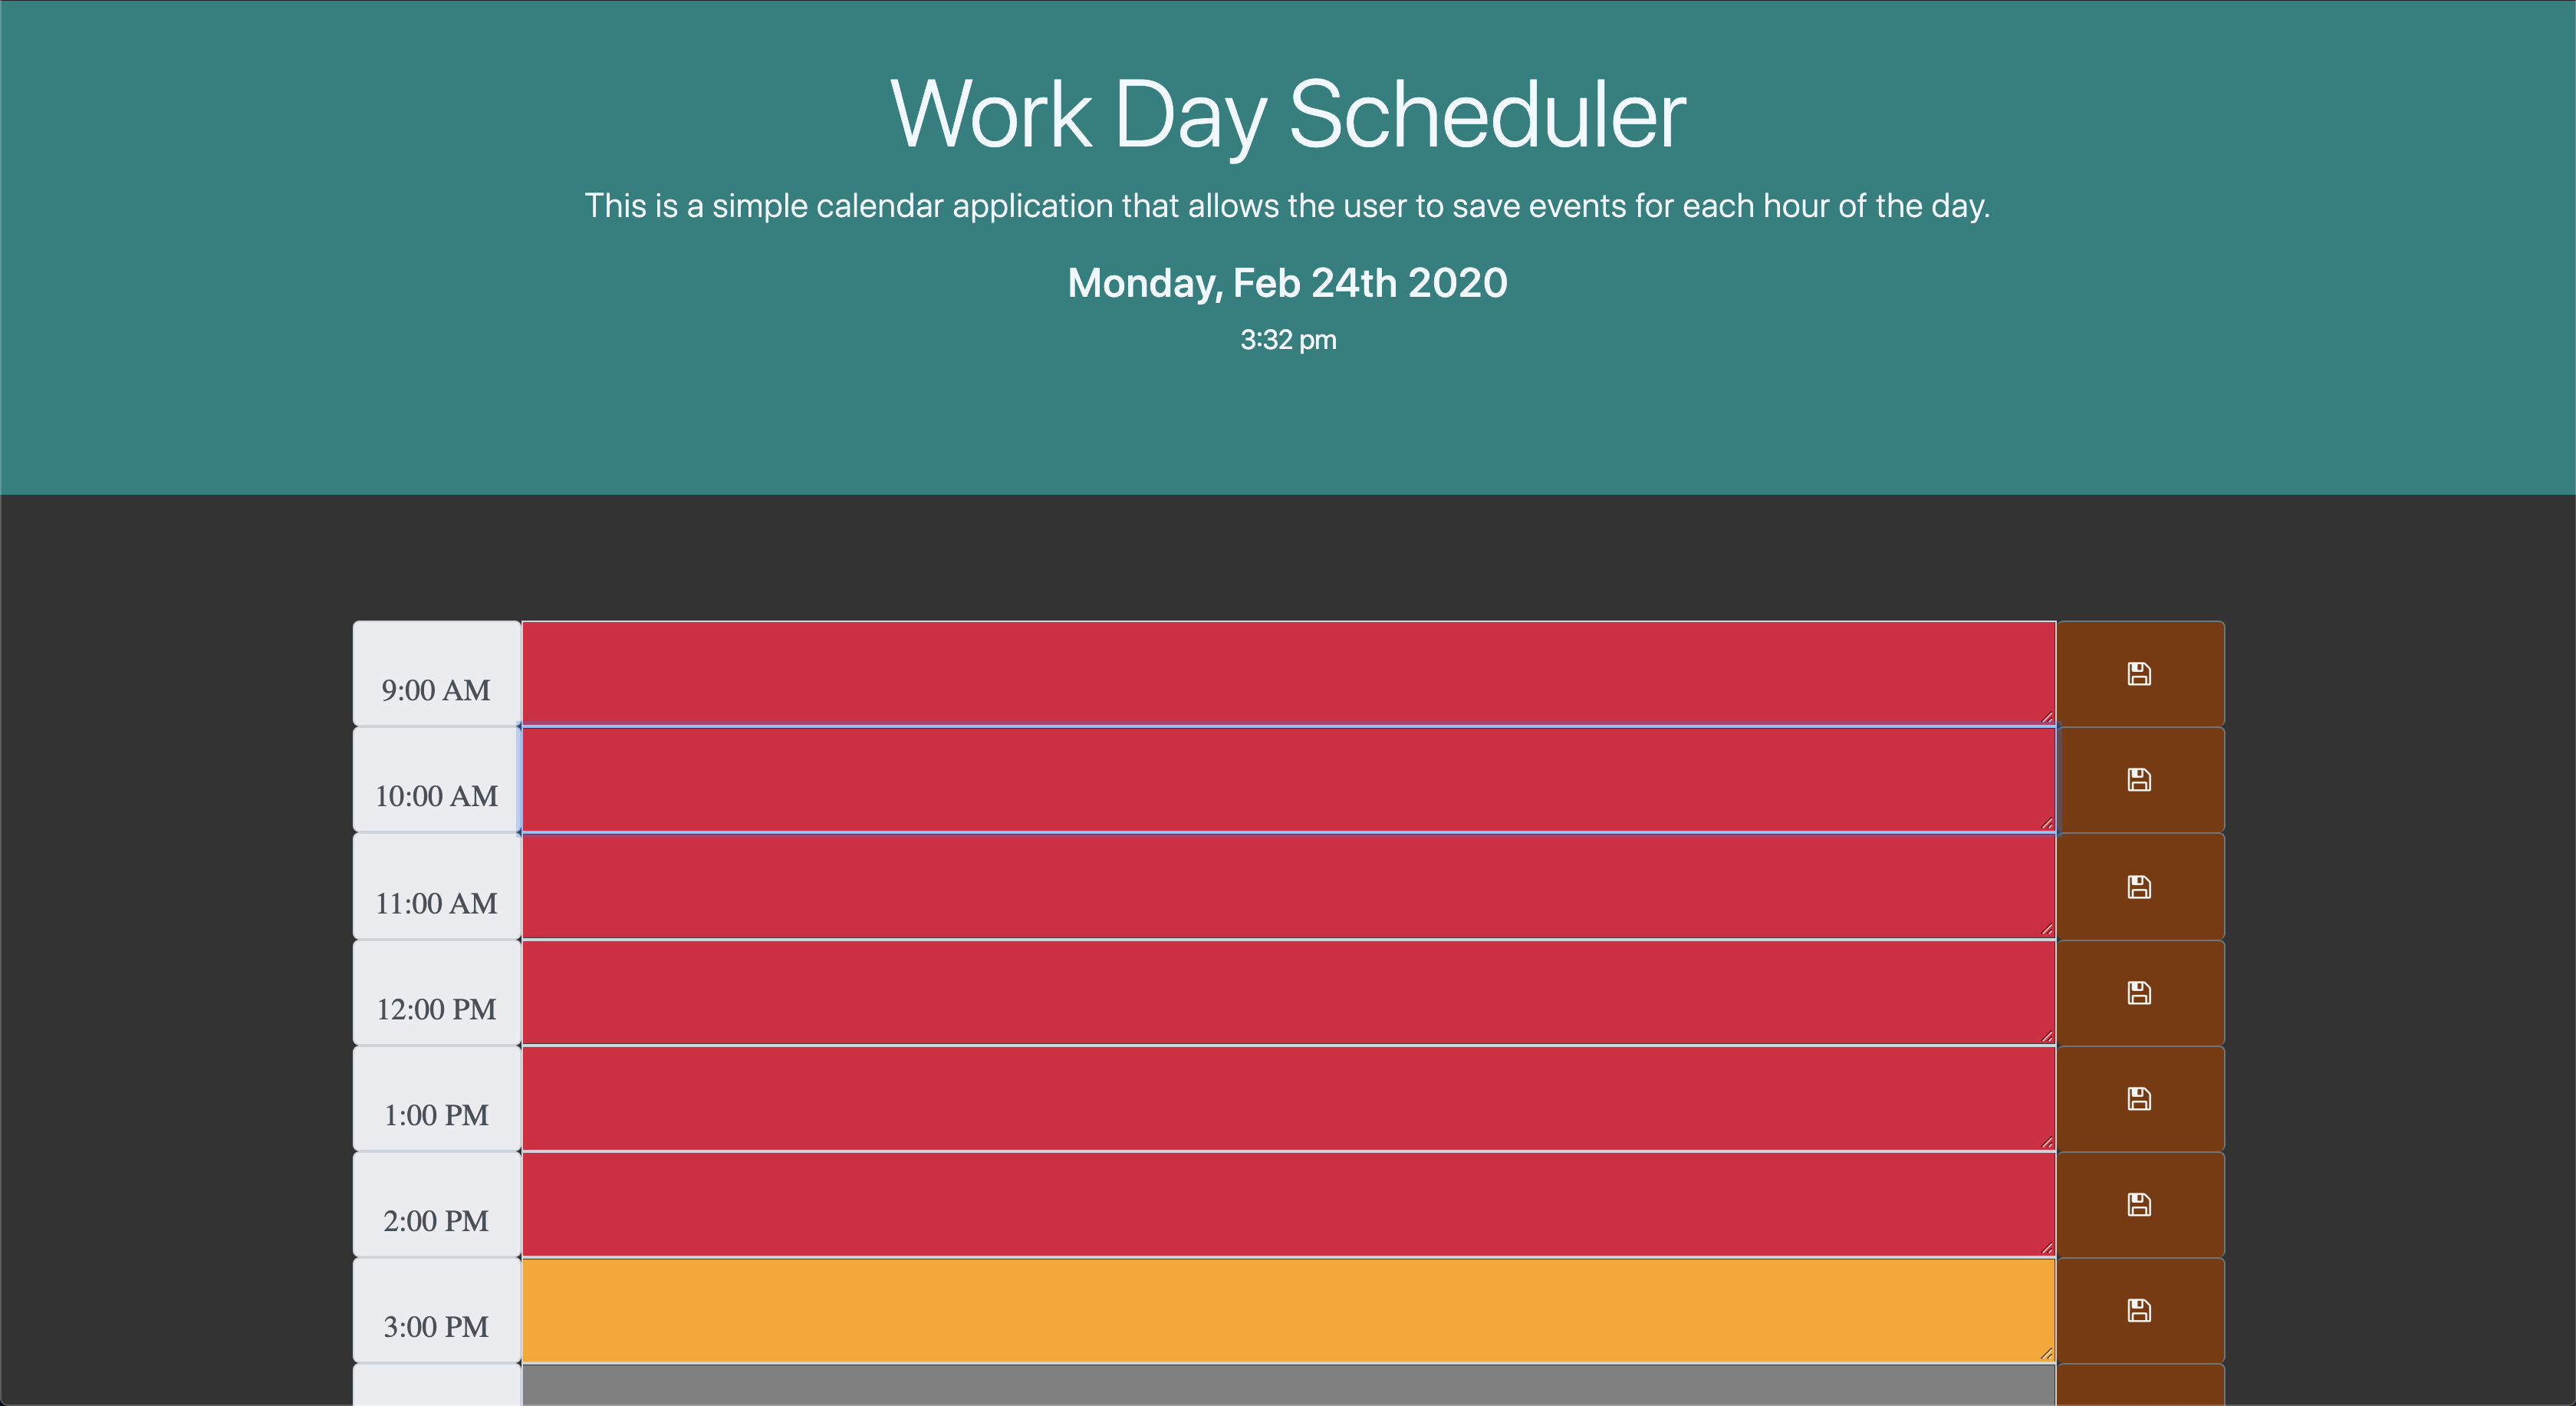 Work Day Scheduler
This is a simple calendar application that allows the user to save events for each hour of the day.
Monday, Feb 24th 2020
3:32 pm
9:00 AM
10:00 AM
11:00 AM
12:00 PM
1:00 PM
2:00 PM
3:00 PM